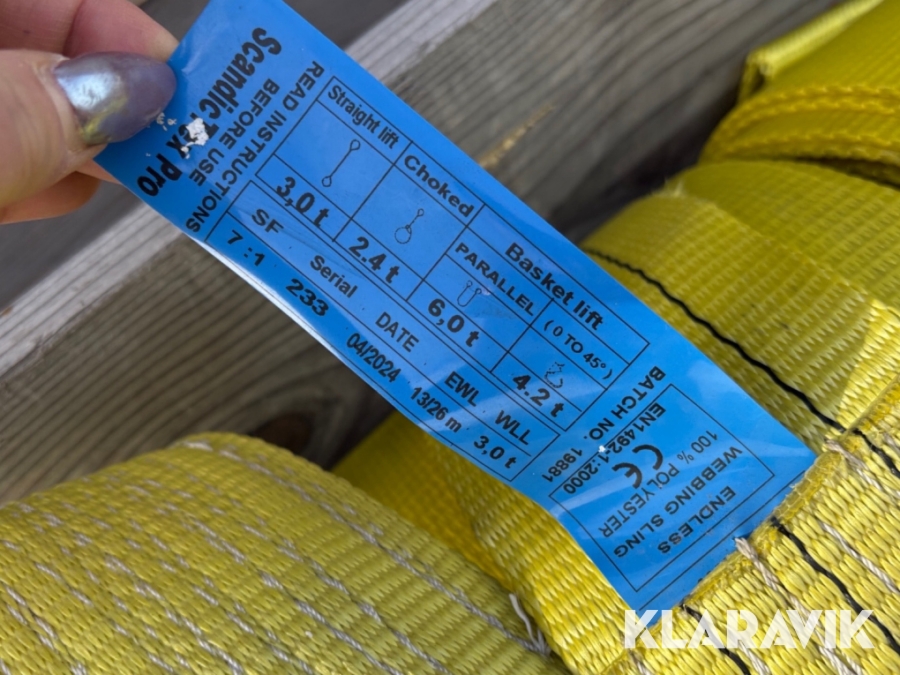 Scandic Tex Pro
READ INSTRUCTIONS
BEFORE USE
Straight lift
Choked
Basket lift
PARALLEL
(0 TO 45°)
3,0 t
2.4 t
6,0 t
4.2 t
SF
Serial
DATE
EWL
WLL
7:1
233
04/2024
13/26 m
3,0 t
BATCH NO. 19881
EN1492-1:2000
CE
100 % POLYESTER
WEBBING SLING
ENDLESS
KLARAVIK